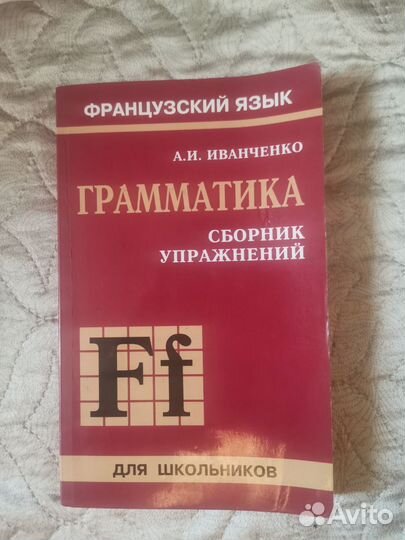 ФРАНЦУЗСКИЙ ЯЗЫК
А.И. ИВАНЧЕНКО
ГРАММАТИКА
СБОРНИК
УПРАЖНЕНИЙ
Ff
ДЛЯ ШКОЛЬНИКОВ
Avito